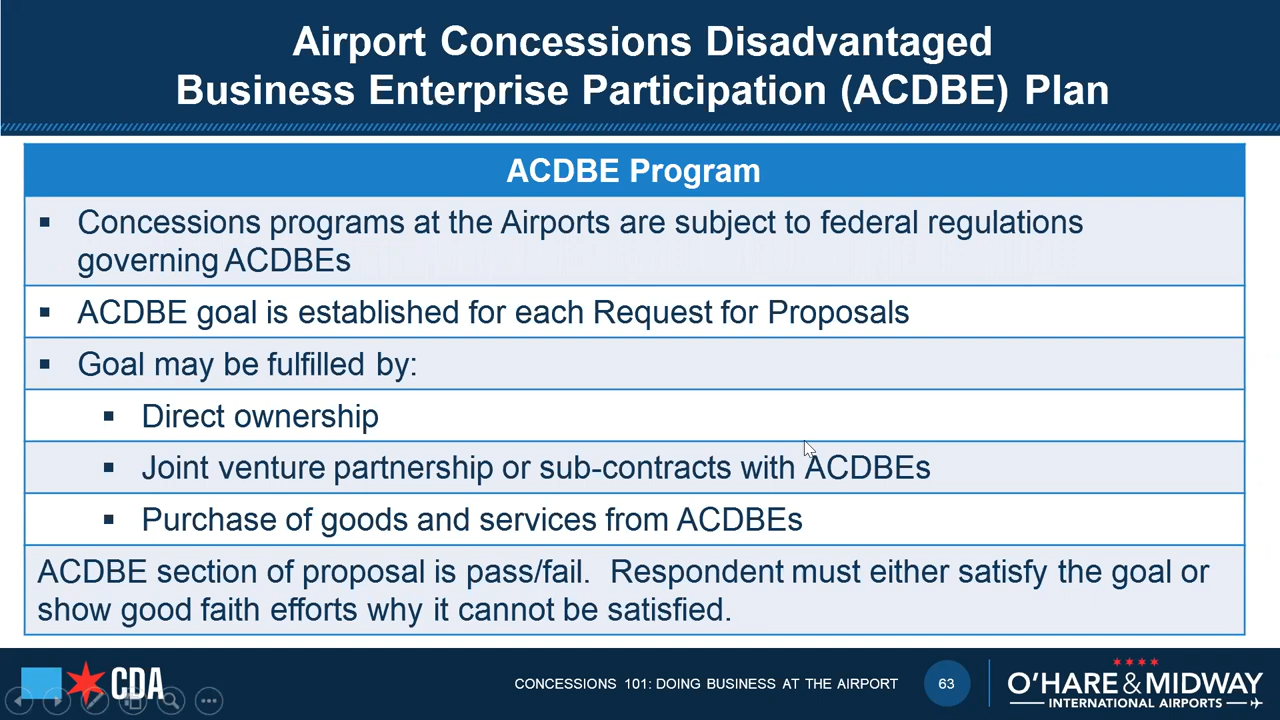 Airport Concessions Disadvantaged
Business Enterprise Participation (ACDBE) Plan
ACDBE Program
▪ Concessions programs at the Airports are subject to federal regulations
governing ACDBEs
▪ ACDBE goal is established for each Request for Proposals
▪ Goal may be fulfilled by:
▪ Direct ownership
▪ Joint venture partnership or sub-contracts with ACDBEs
▪ Purchase of goods and services from ACDBEs
ACDBE section of proposal is pass/fail.  Respondent must either satisfy the goal or
show good faith efforts why it cannot be satisfied.
CDA
CONCESSIONS 101: DOING BUSINESS AT THE AIRPORT
63
O'HARE & MIDWAY
INTERNATIONAL AIRPORTS